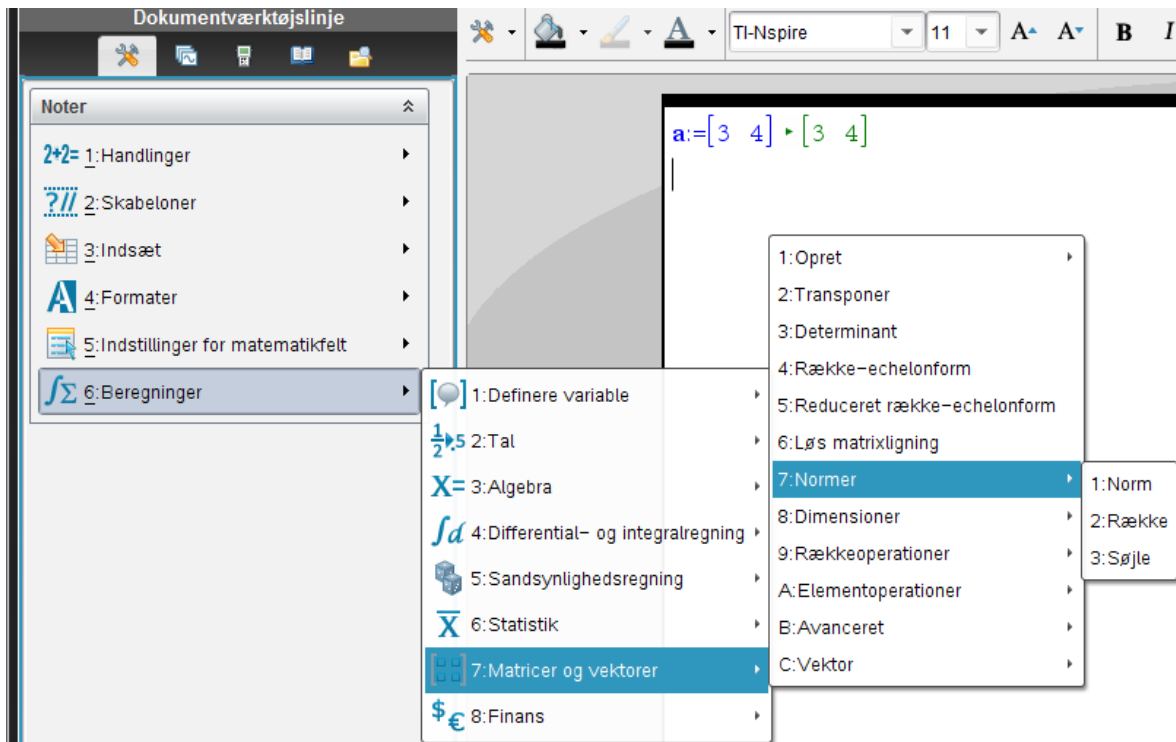 Dokumentværktøjslinje
TI-Nspire 11 A A B I
Noter
2+2= 1:Handlinger
?// 2:Skabeloner
3:Indsæt
A 4:Formater
5:Indstillinger for matematikfelt
∫Σ 6:Beregninger
a:=[3 4] ▸ [3 4]
1:Definere variable
1/2▸.5 2:Tal
X= 3:Algebra
∫d 4:Differential- og integralregning
5:Sandsynlighedsregning
X̅ 6:Statistik
7:Matricer og vektorer
$€ 8:Finans
1:Opret
2:Transponer
3:Determinant
4:Række-echelonform
5:Reduceret række-echelonform
6:Løs matrixligning
7:Normer
8:Dimensioner
9:Rækkeoperationer
A:Elementoperationer
B:Avanceret
C:Vektor
1:Norm
2:Række
3:Søjle